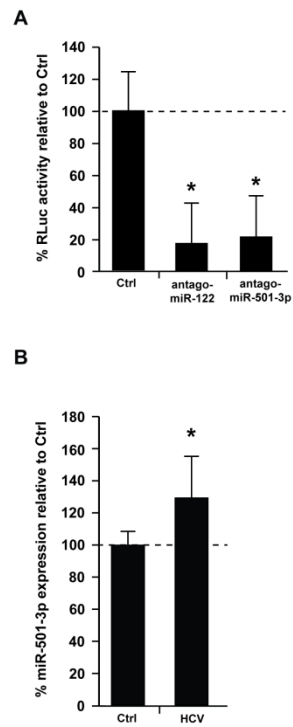 A
% RLuc activity relative to Ctrl
140
120
100
80
60
40
20
0
*
*
Ctrl
antago-
miR-122
antago-
miR-501-3p
B
% miR-501-3p expression relative to Ctrl
180
160
140
120
100
80
60
40
20
0
*
Ctrl
HCV